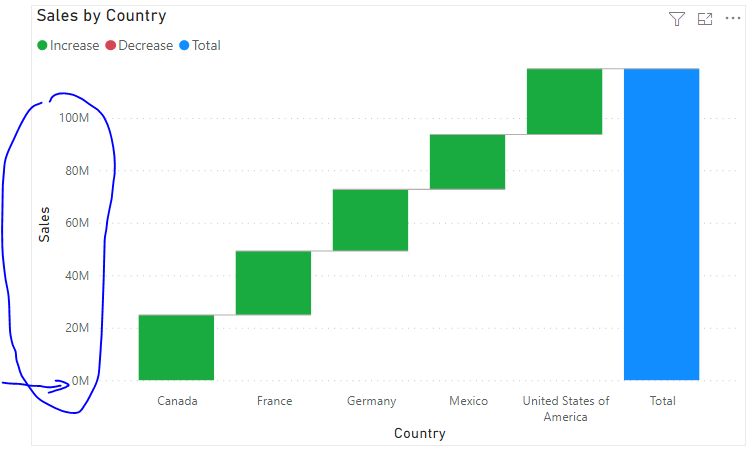 Sales by Country
Increase Decrease Total
100M
80M
60M
40M
20M
0M
Sales
Canada France Germany Mexico United States of America Total
Country